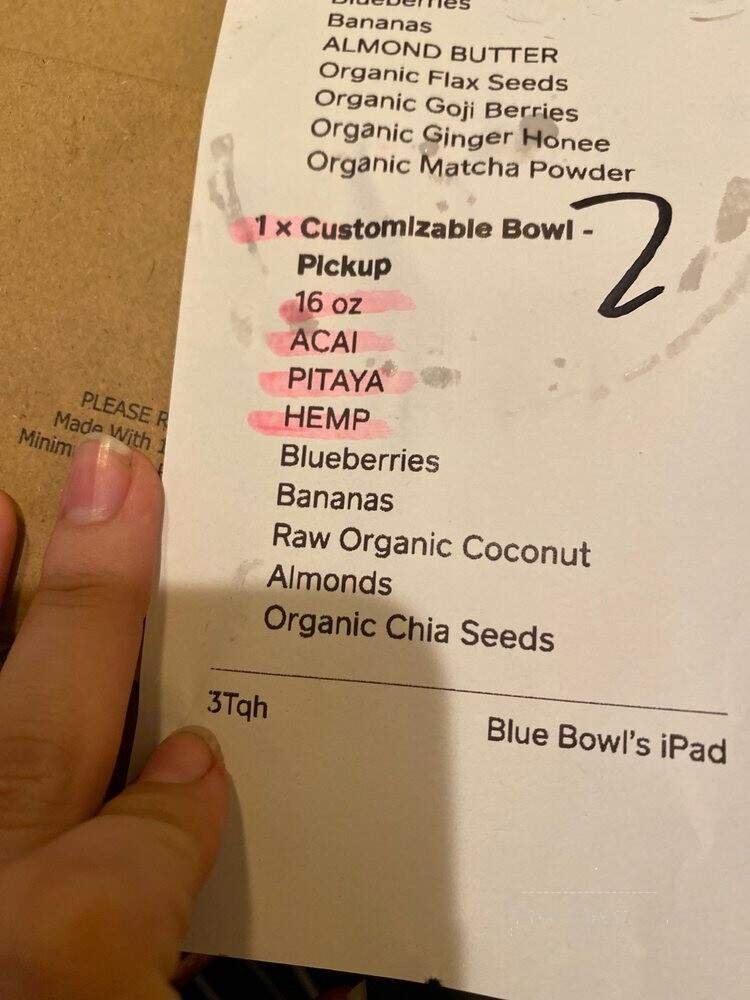 Blueberries
Bananas
ALMOND BUTTER
Organic Flax Seeds
Organic Goji Berries
Organic Ginger Honee
Organic Matcha Powder
1 x Customizable Bowl -
Pickup
2
16 oz
ACAI
PITAYA
HEMP
Blueberries
Bananas
Raw Organic Coconut
Almonds
Organic Chia Seeds
3Tqh
Blue Bowl's iPad
PLEASE
Made With